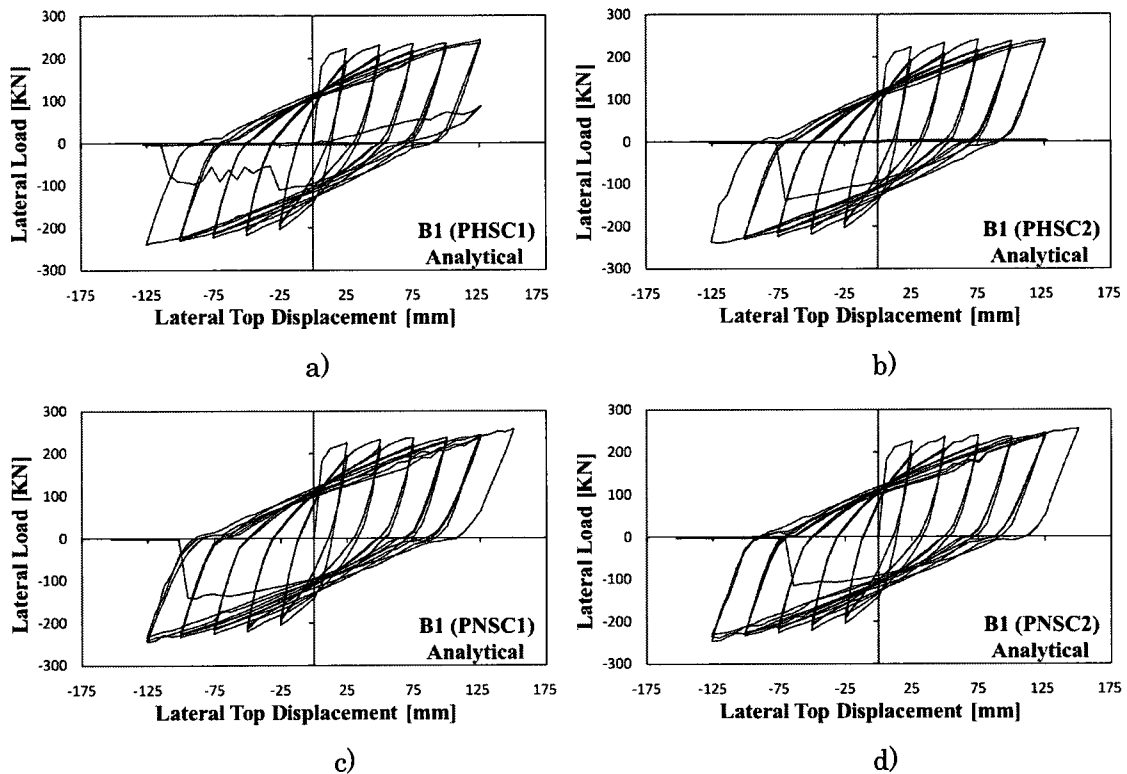 300
200
100
0
-100
-200
-300
Lateral Load [KN]
B1 (PHSC1)
Analytical
-175 -125 -75 -25 25 75 125 175
Lateral Top Displacement [mm]
a)
300
200
100
0
-100
-200
-300
Lateral Load [KN]
B1 (PHSC2)
Analytical
-175 -125 -75 -25 25 75 125 175
Lateral Top Displacement [mm]
b)
300
200
100
0
-100
-200
-300
Lateral Load [KN]
B1 (PNSC1)
Analytical
-175 -125 -75 -25 25 75 125 175
Lateral Top Displacement [mm]
c)
300
200
100
0
-100
-200
-300
Lateral Load [KN]
B1 (PNSC2)
Analytical
-175 -125 -75 -25 25 75 125 175
Lateral Top Displacement [mm]
d)